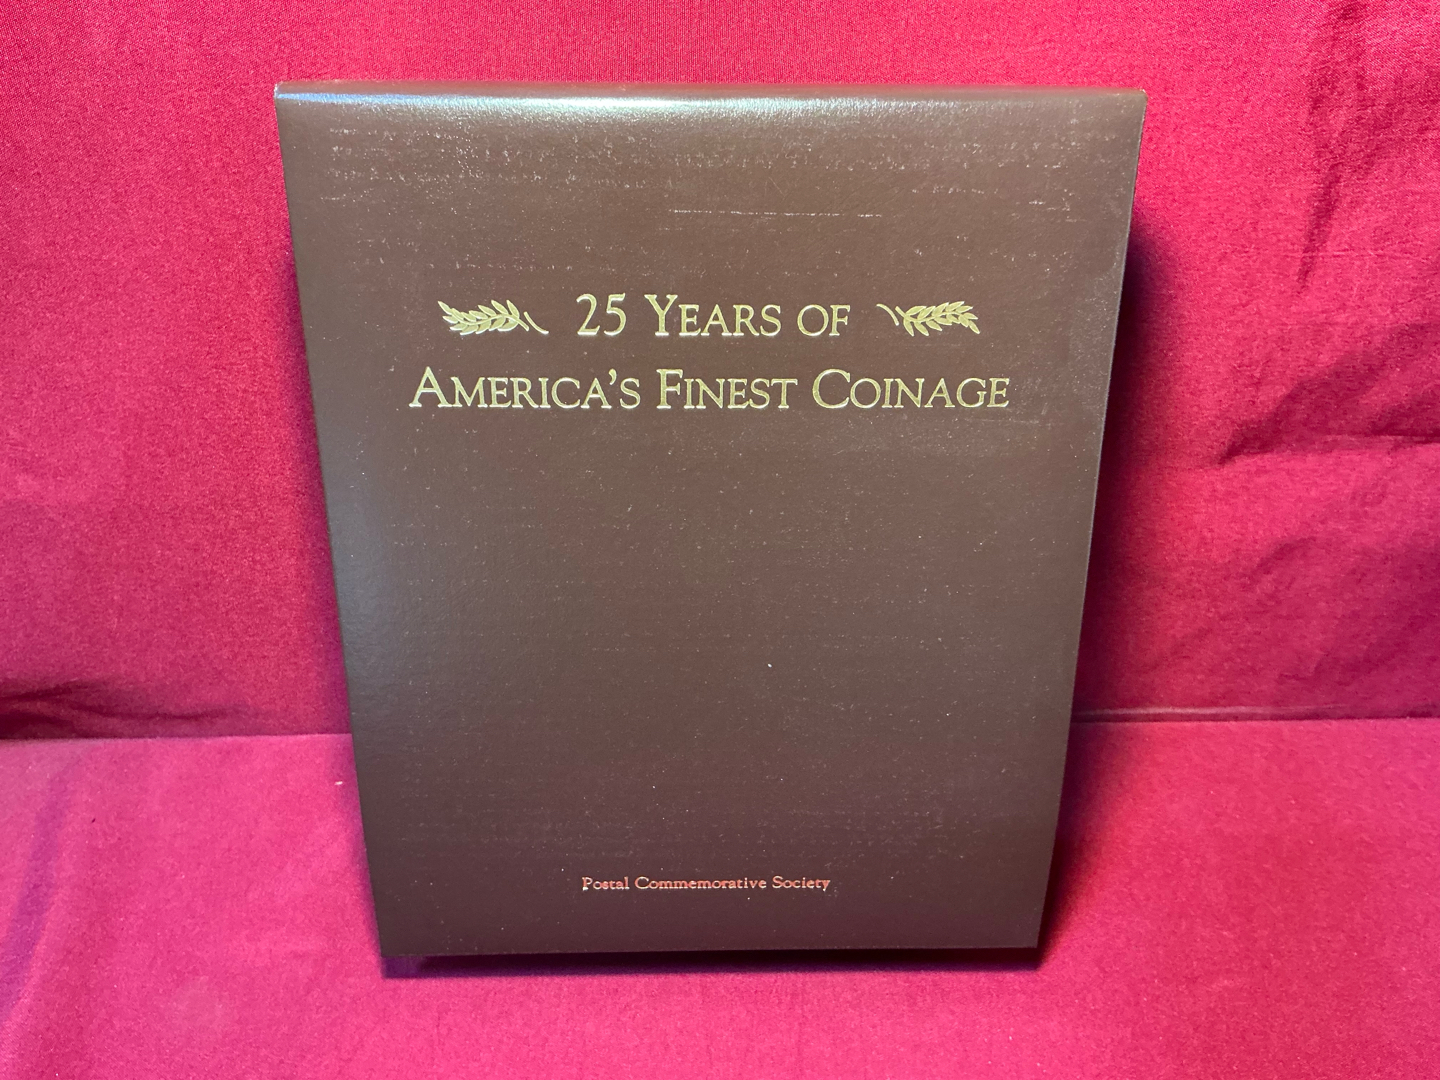 25 YEARS OF
AMERICA'S FINEST COINAGE
Postal Commemorative Society